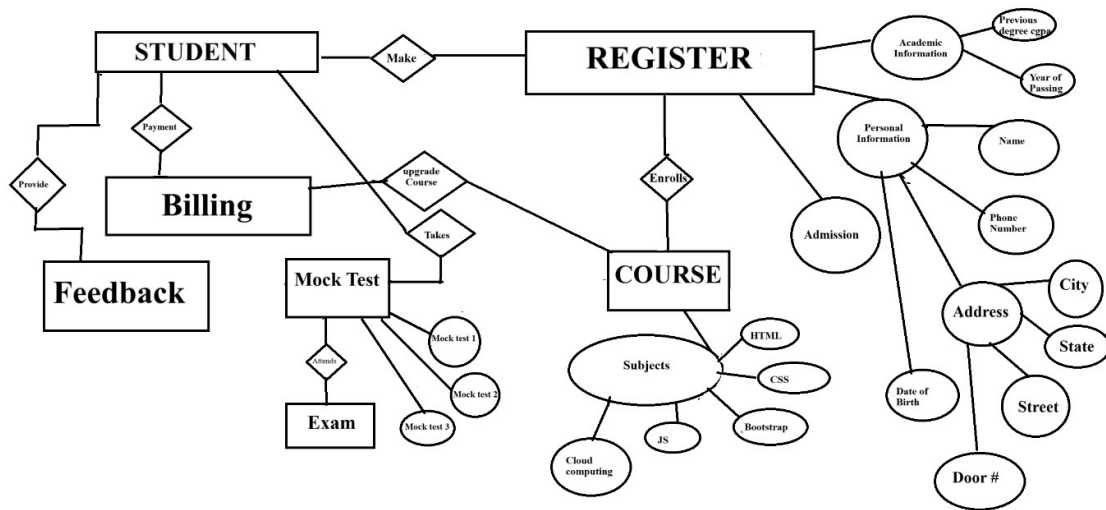 STUDENT
Make
REGISTER
Academic
Information
Previous
degree cgpa
Year of
Passing
Payment
Provide
Personal
Information
Name
upgrade
Course
Enrolls
Billing
Takes
Admission
Phone
Number
Feedback
Mock Test
COURSE
City
Address
State
Mock test 1
HTML
Subjects
Attends
CSS
Mock test 2
Date of
Birth
Street
Exam
Mock test 3
JS
Bootstrap
Cloud
computing
Door #